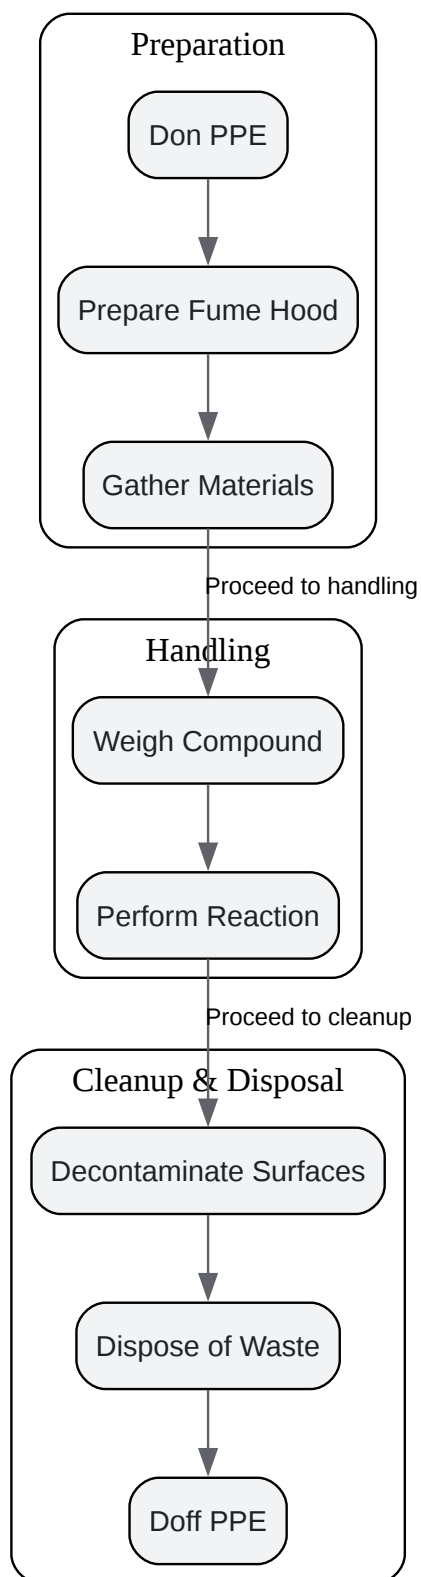 Preparation
Don PPE
Prepare Fume Hood
Gather Materials
Proceed to handling
Handling
Weigh Compound
Perform Reaction
Proceed to cleanup
Cleanup & Disposal
Decontaminate Surfaces
Dispose of Waste
Doff PPE